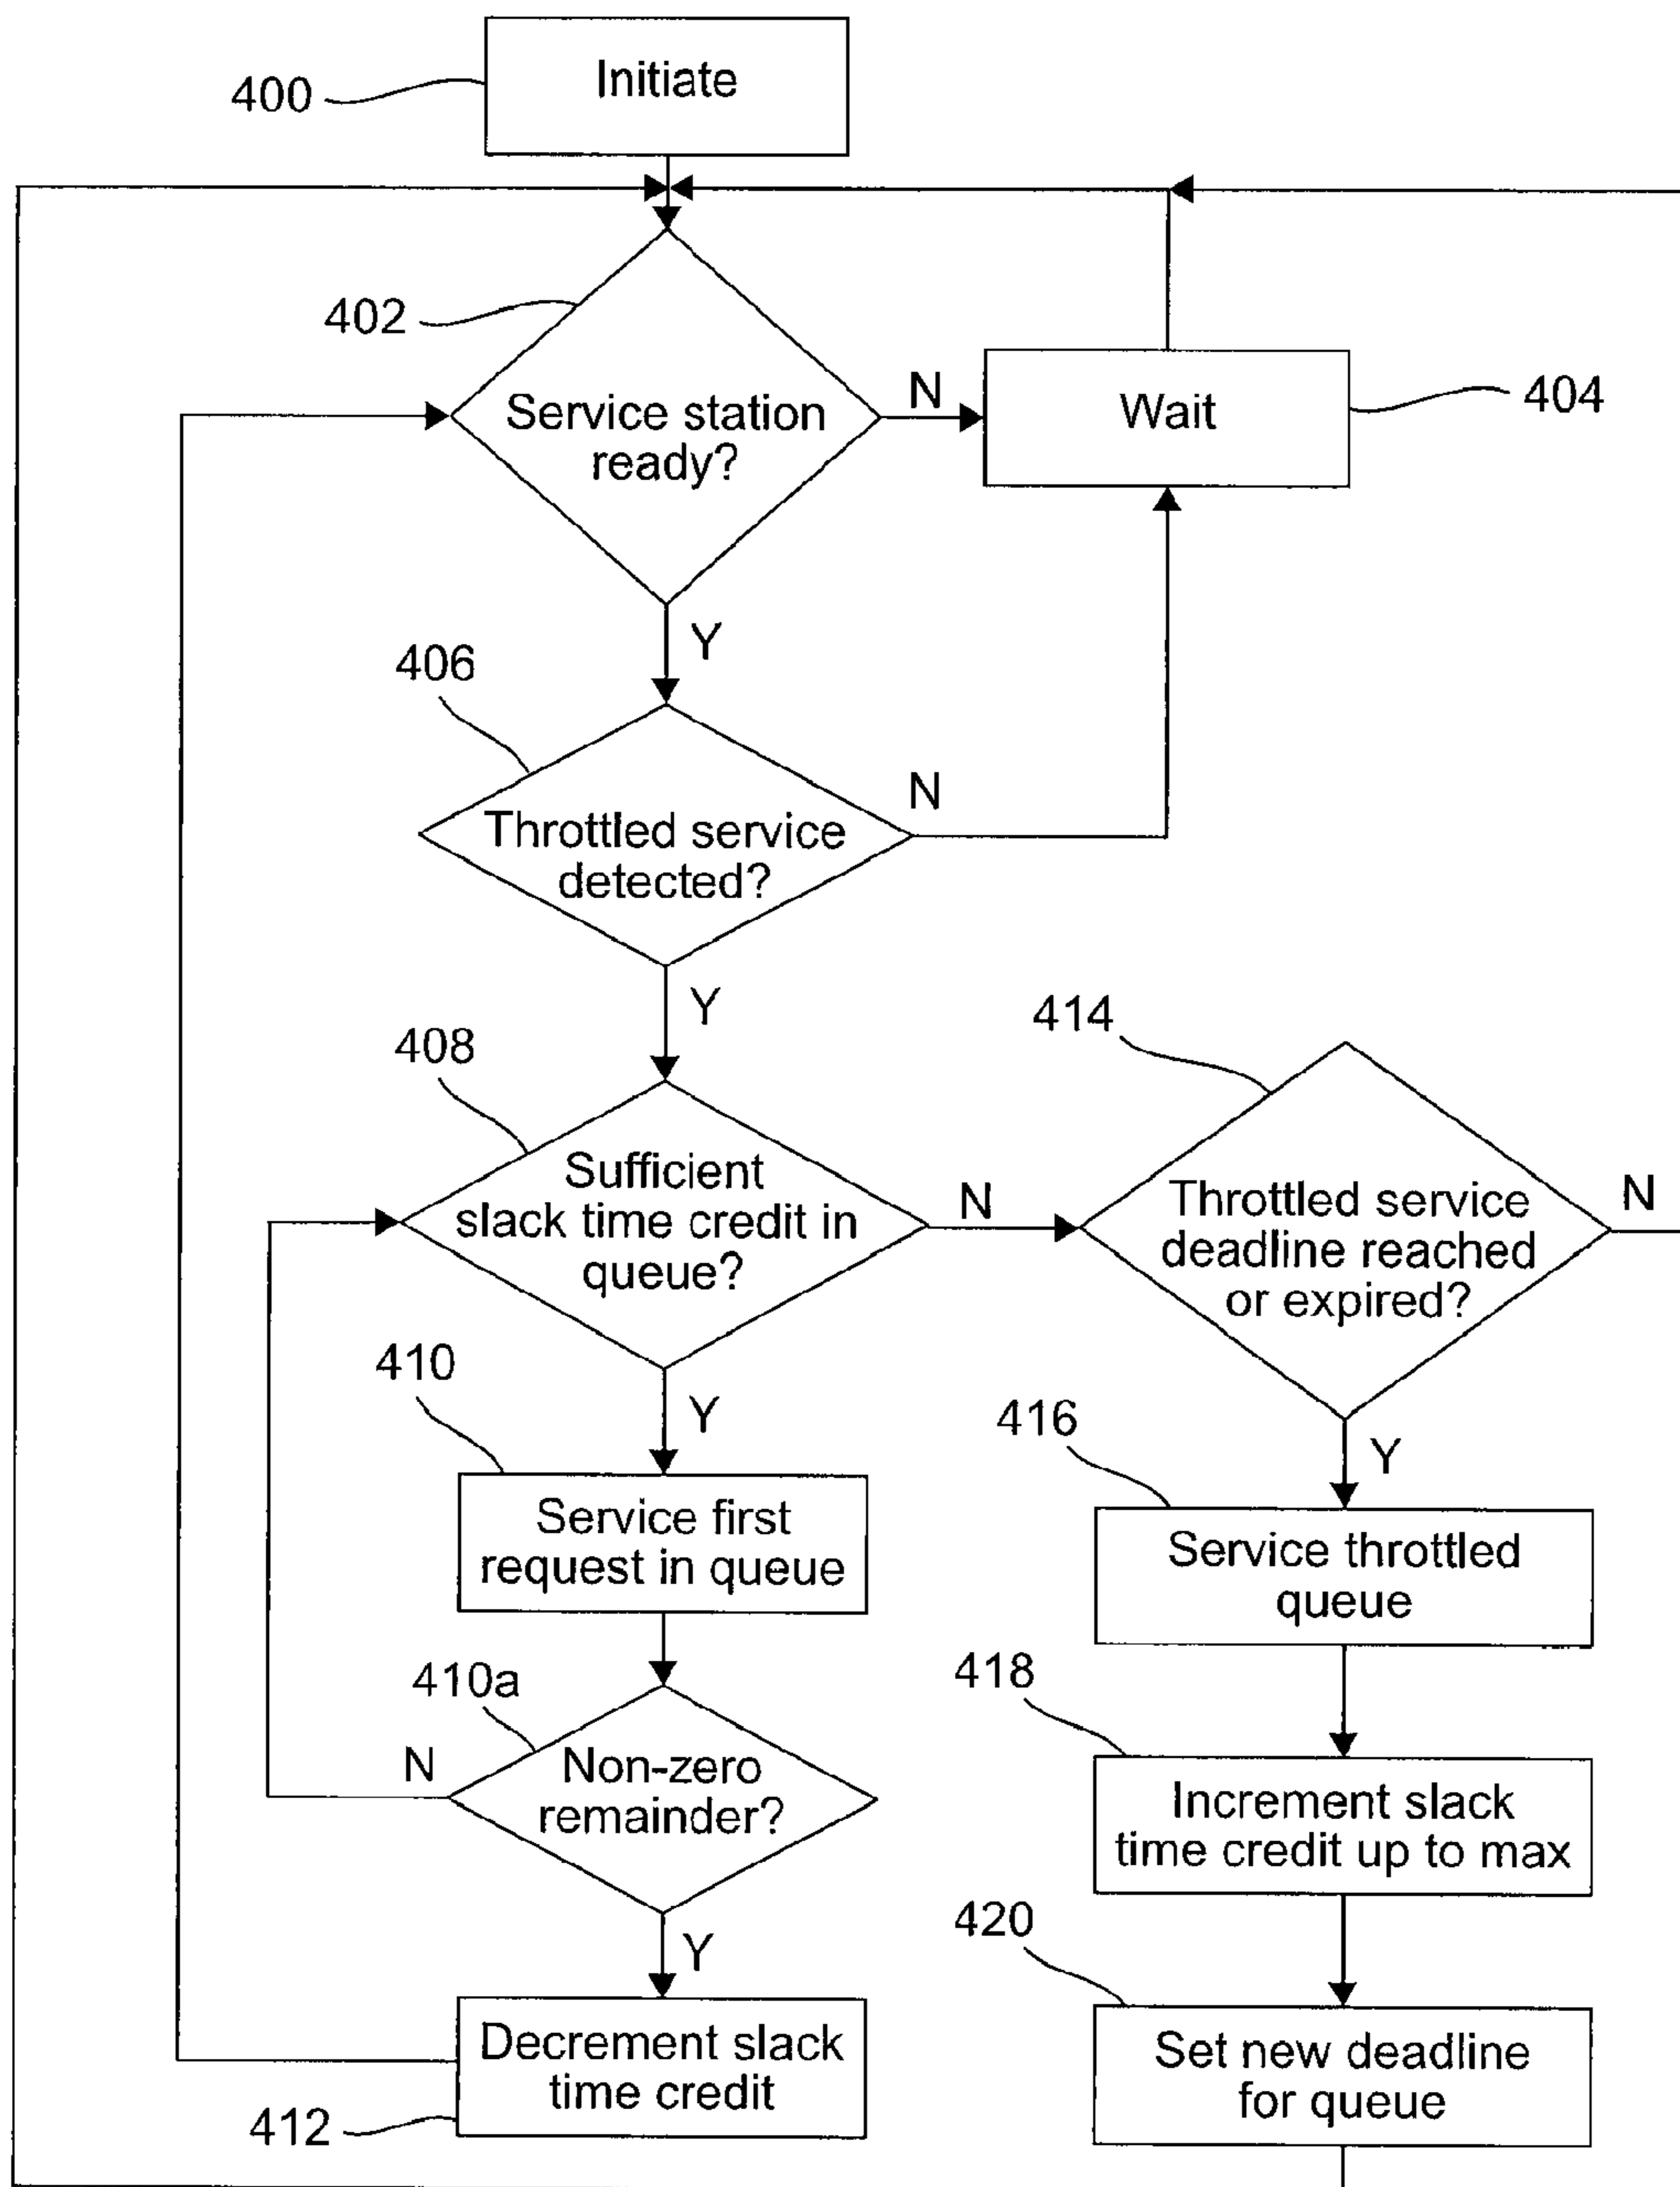 Initiate
400
402
Service station
ready?
N
Wait
404
Y
406
Throttled service
detected?
N
Y
408
Sufficient
slack time credit in
queue?
N
414
Throttled service
deadline reached
or expired?
N
Y
410
Service first
request in queue
Y
416
Service throttled
queue
410a
Non-zero
remainder?
N
Y
418
Increment slack
time credit up to max
412
Decrement slack
time credit
420
Set new deadline
for queue